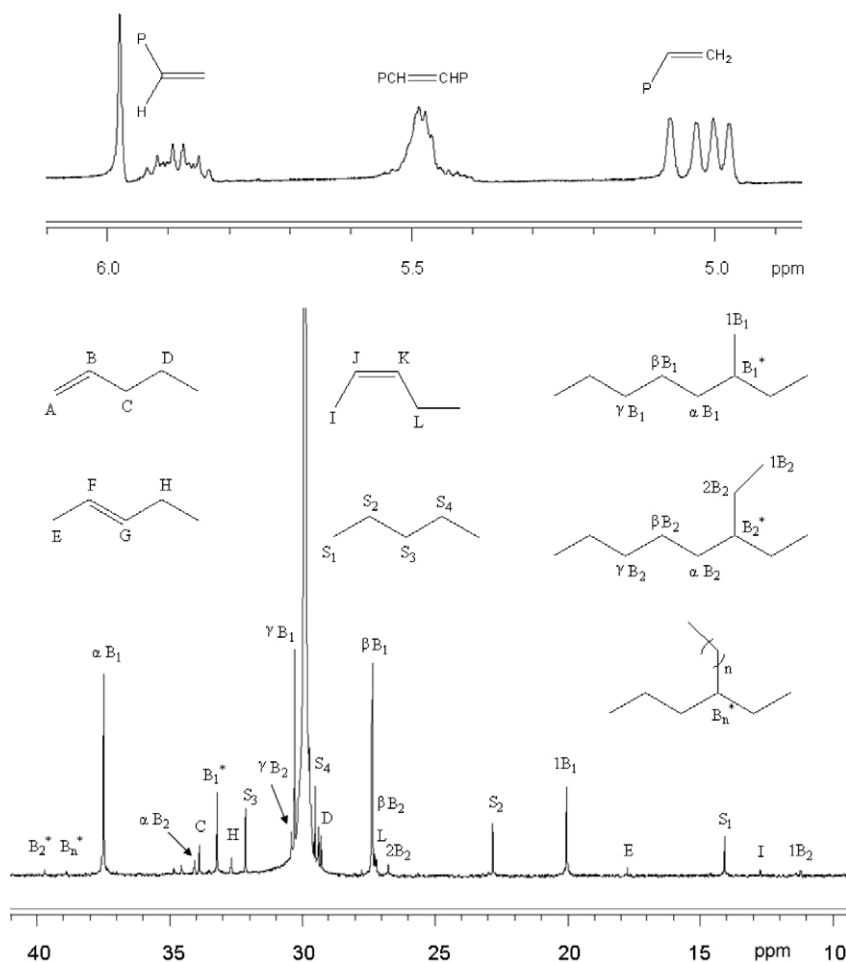 P
H
PCH
CHP
CH2
P
6.0 5.5 5.0 ppm
B D
A C
J K
I L
1B1
βB1 B1*
γB1 αB1
F H
E G
S2 S4
S1 S3
1B2
2B2
βB2 B2*
γB2 αB2
n
Bn*
αB1
γB1
βB1
B1*
S3
γB2
S4
D
1B1
S2
βB2
L
2B2
S1
αB2
C
H
B2*
Bn*
E
I
1B2
40 35 30 25 20 15 ppm 10